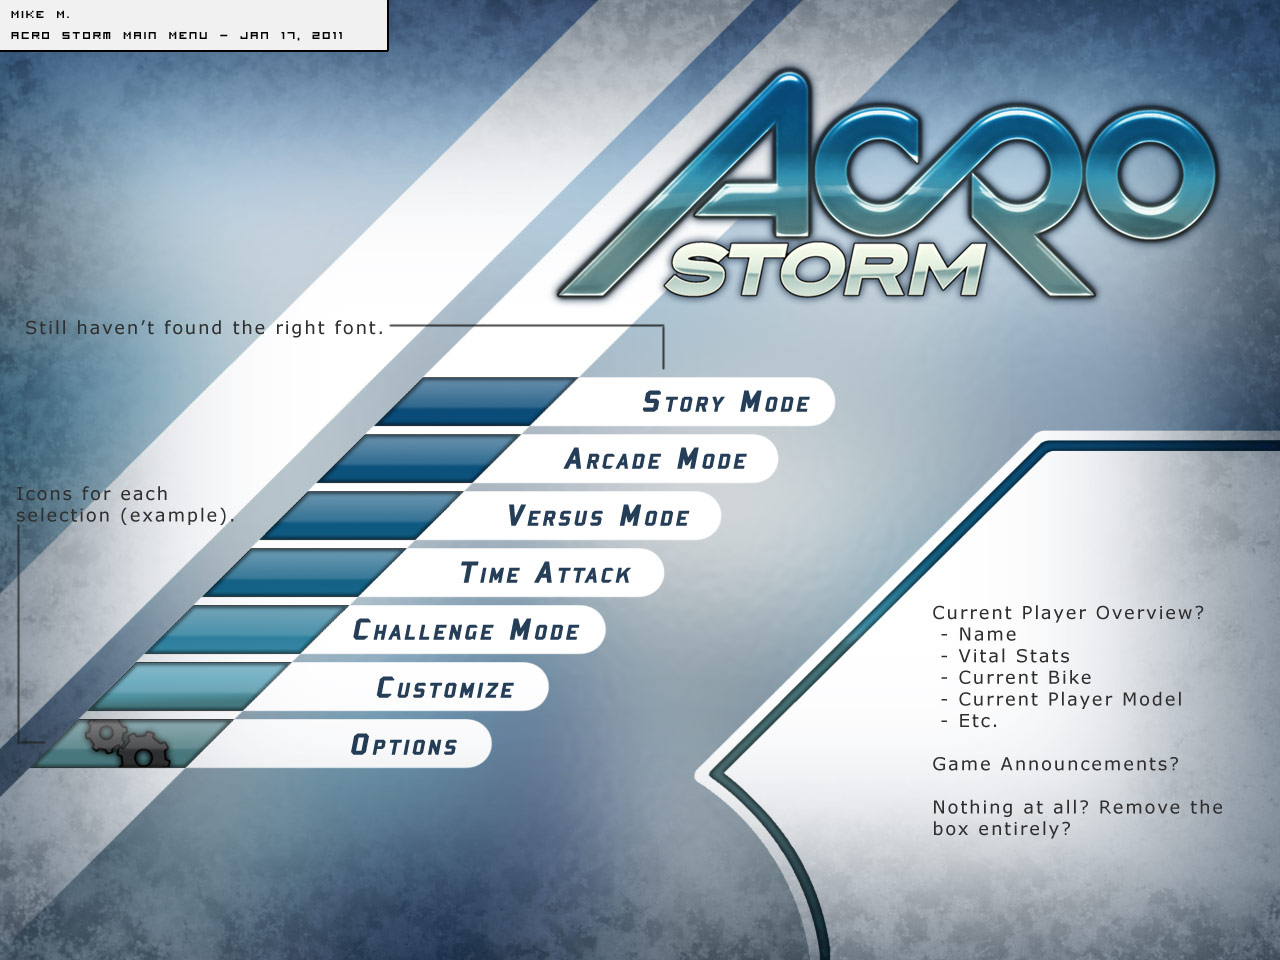 MIKE M.
ACRO STORM MAIN MENU - JAN 17, 2011
ACRO
STORM
Still haven't found the right font.
STORY MODE
ARCADE MODE
VERSUS MODE
TIME ATTACK
CHALLENGE MODE
CUSTOMIZE
OPTIONS
Icons for each
selection (example).
Current Player Overview?
- Name
- Vital Stats
- Current Bike
- Current Player Model
- Etc.
Game Announcements?
Nothing at all? Remove the
box entirely?